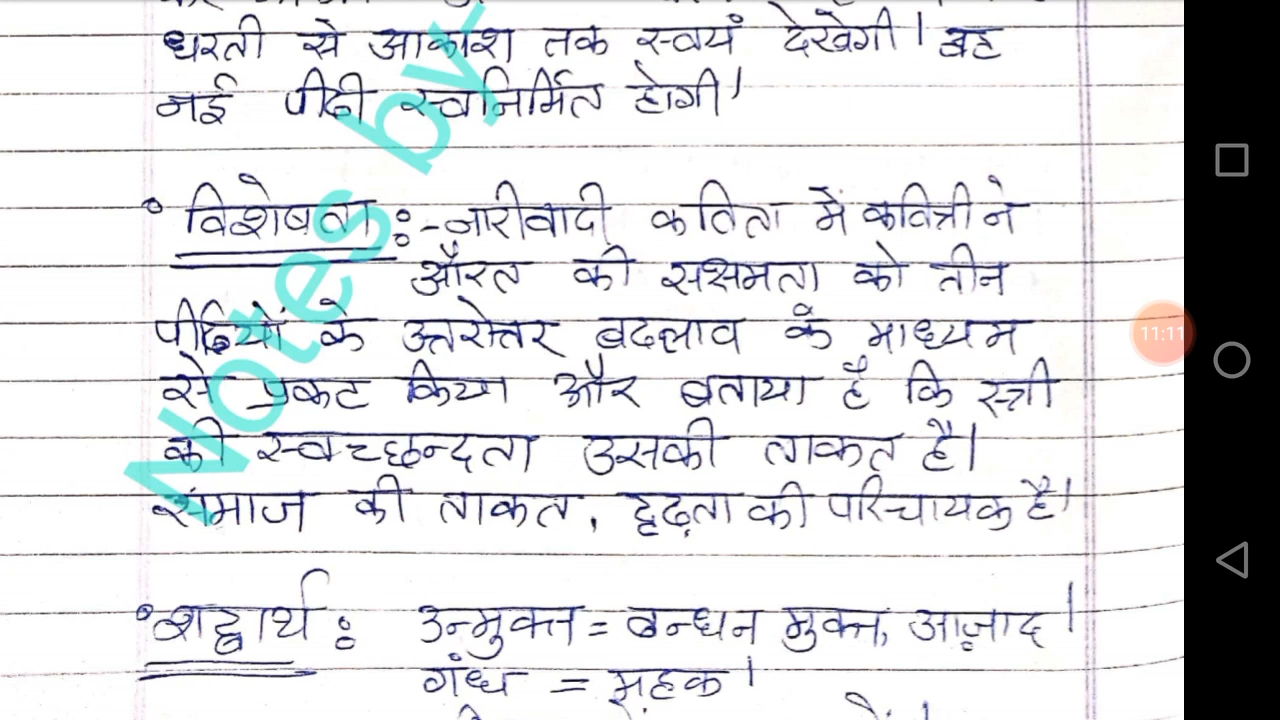 धरती से आकाश तक स्वयं देखेगी। वह
नई पीढी स्वनिर्मित होगी।
• विशेषता :- नारीवादी कविता में कवित्री ने
औरत की सक्षमता को तीन
पीढियों के उत्तरोत्तर बदलाव कें माध्यम
से प्रकट किया और बताया है कि स्त्री
की स्वच्छन्दता उसकी ताकत है।
समाज की ताकत, दृढ़ता की परिचायक है।
• शब्दार्थ : उन्मुक्त = बन्धन मुक्त, आज़ाद।
गंध = महक।
Notes by-
11:11